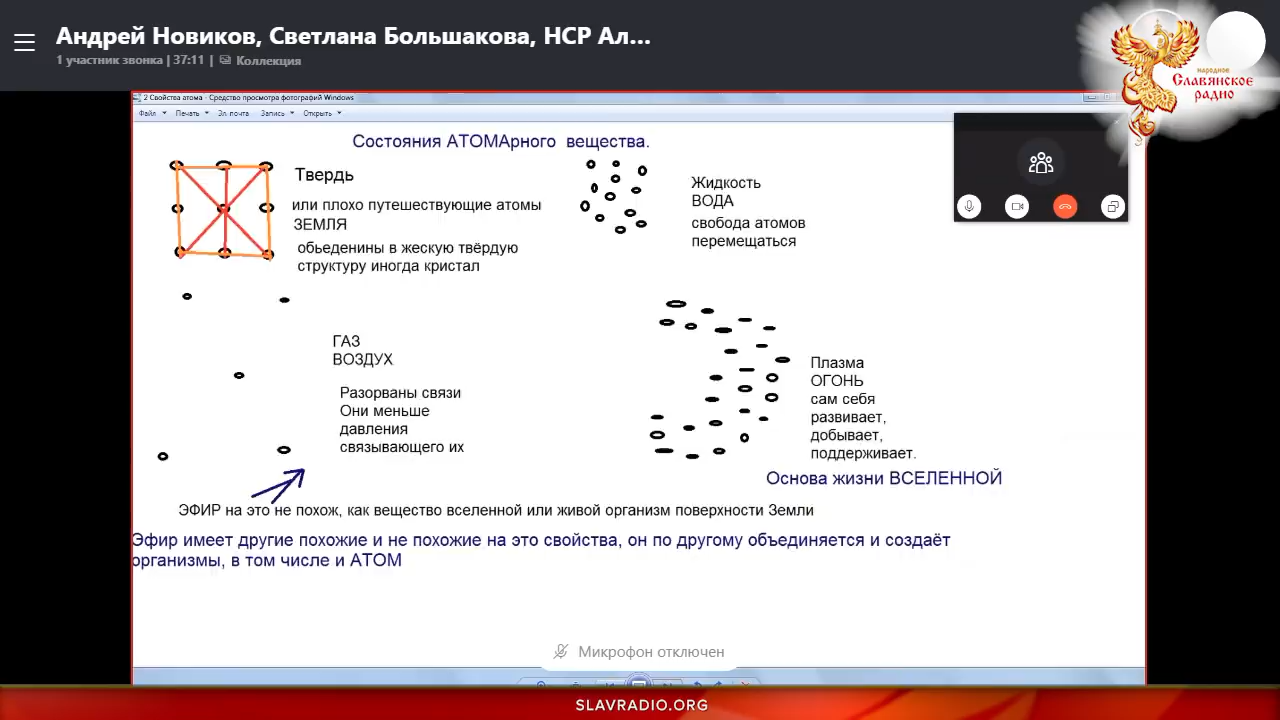 Андрей Новиков, Светлана Большакова, НСР Ал...
1 участник звонка | 37:11 | Коллекция
народное
Славянское
радио
2 Свойства атома - Средство просмотра фотографий Windows
Файл Печать Эл. почта Запись Открыть
Состояния АТОМАрного вещества.
Твердь
или плохо путешествующие атомы
ЗЕМЛЯ
обьеденины в жескую твёрдую
структуру иногда кристал
Жидкость
ВОДА
свобода атомов
перемещаться
ГАЗ
ВОЗДУХ
Разорваны связи
Они меньше
давления
связывающего их
Плазма
ОГОНЬ
сам себя
развивает,
добывает,
поддерживает.
Основа жизни ВСЕЛЕННОЙ
ЭФИР на это не похож, как вещество вселенной или живой организм поверхности Земли
Эфир имеет другие похожие и не похожие на это свойства, он по другому объединяется и создаёт
организмы, в том числе и АТОМ
Микрофон отключен
SLAVRADIO.ORG